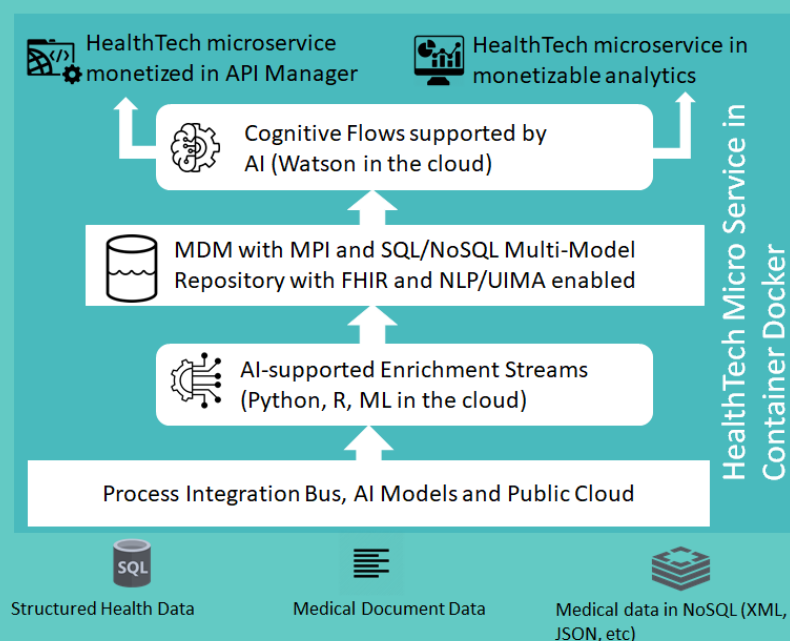 HealthTech microservice
monetized in API Manager
HealthTech microservice in
monetizable analytics
Cognitive Flows supported by
AI (Watson in the cloud)
MDM with MPI and SQL/NoSQL Multi-Model
Repository with FHIR and NLP/UIMA enabled
AI-supported Enrichment Streams
(Python, R, ML in the cloud)
Process Integration Bus, AI Models and Public Cloud
HealthTech Micro Service in
Container Docker
SQL
Structured Health Data
Medical Document Data
Medical data in NoSQL (XML,
JSON, etc)